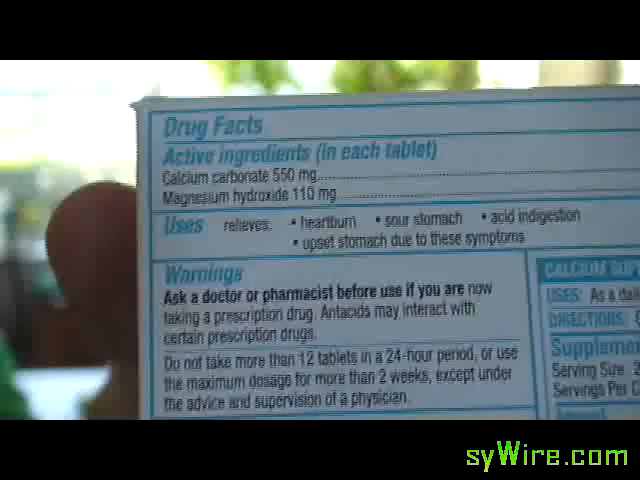 Drug Facts
Active ingredients (in each tablet)
Calcium carbonate 550 mg
Magnesium hydroxide 110 mg
Uses relieves: • heartburn • sour stomach • acid indigestion
• upset stomach due to these symptoms
Warnings
Ask a doctor or pharmacist before use if you are now
taking a prescription drug. Antacids may interact with
certain prescription drugs.
Do not take more than 12 tablets in a 24-hour period, or use
the maximum dosage for more than 2 weeks, except under
the advice and supervision of a physician.
CALCIUM
USES: As a
DIRECTIONS:
Serving Size
Servings Per
syWire.com